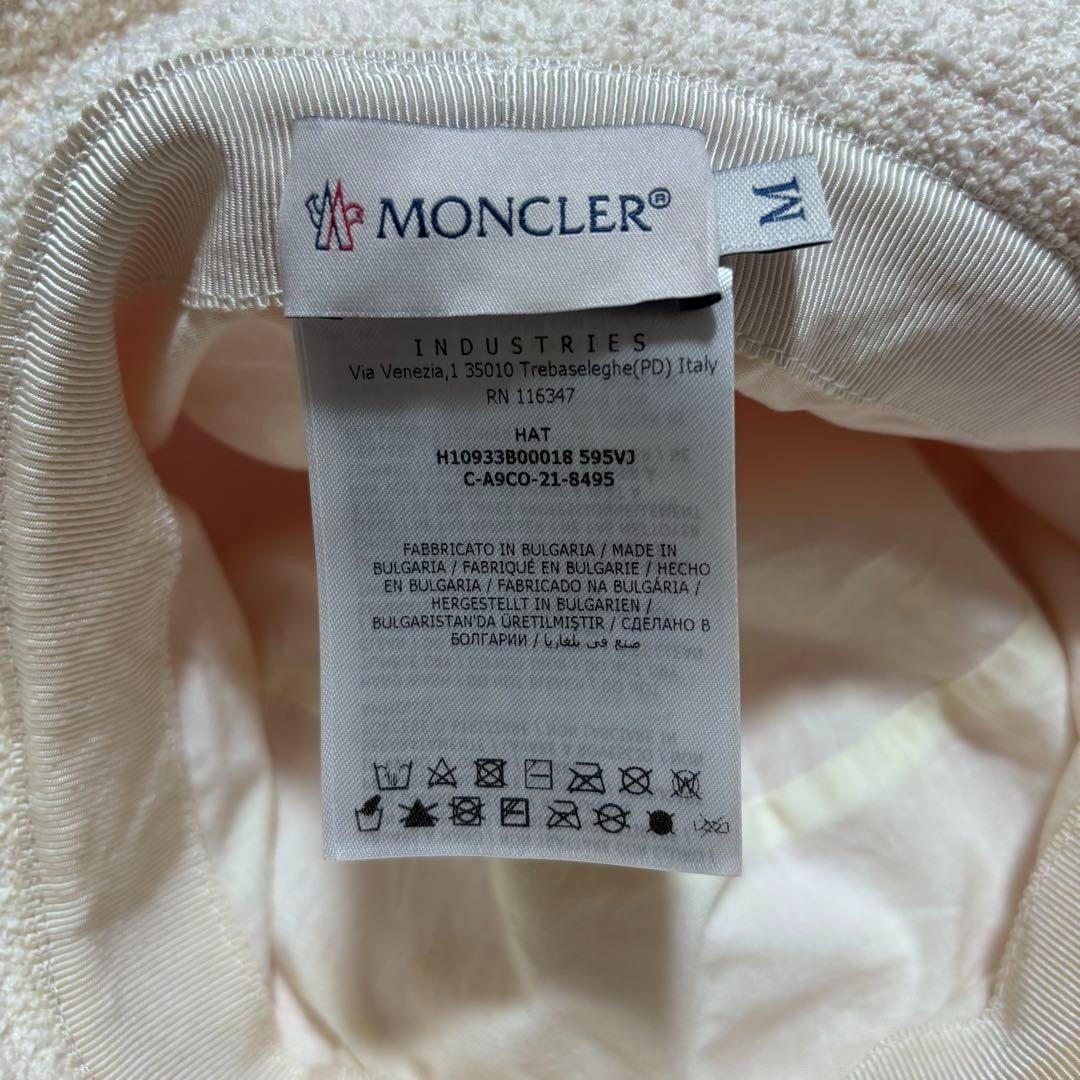 MONCLER®
M
INDUSTRIES
Via Venezia,1 35010 Trebaseleghe(PD) Italy
RN 116347
HAT
H10933B00018 595VJ
C-A9CO-21-8495
FABBRICATO IN BULGARIA / MADE IN
BULGARIA / FABRIQUÉ EN BULGARIE / HECHO
EN BULGARIA / FABRICADO NA BULGÁRIA /
HERGESTELLT IN BULGARIEN /
BULGARISTAN'DA ÜRETILMIŞTIR / СДЕЛАНО В
БОЛГАРИИ / صنع في بلغاريا